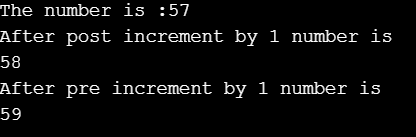 The number is :57
After post increment by 1 number is
58
After pre increment by 1 number is
59